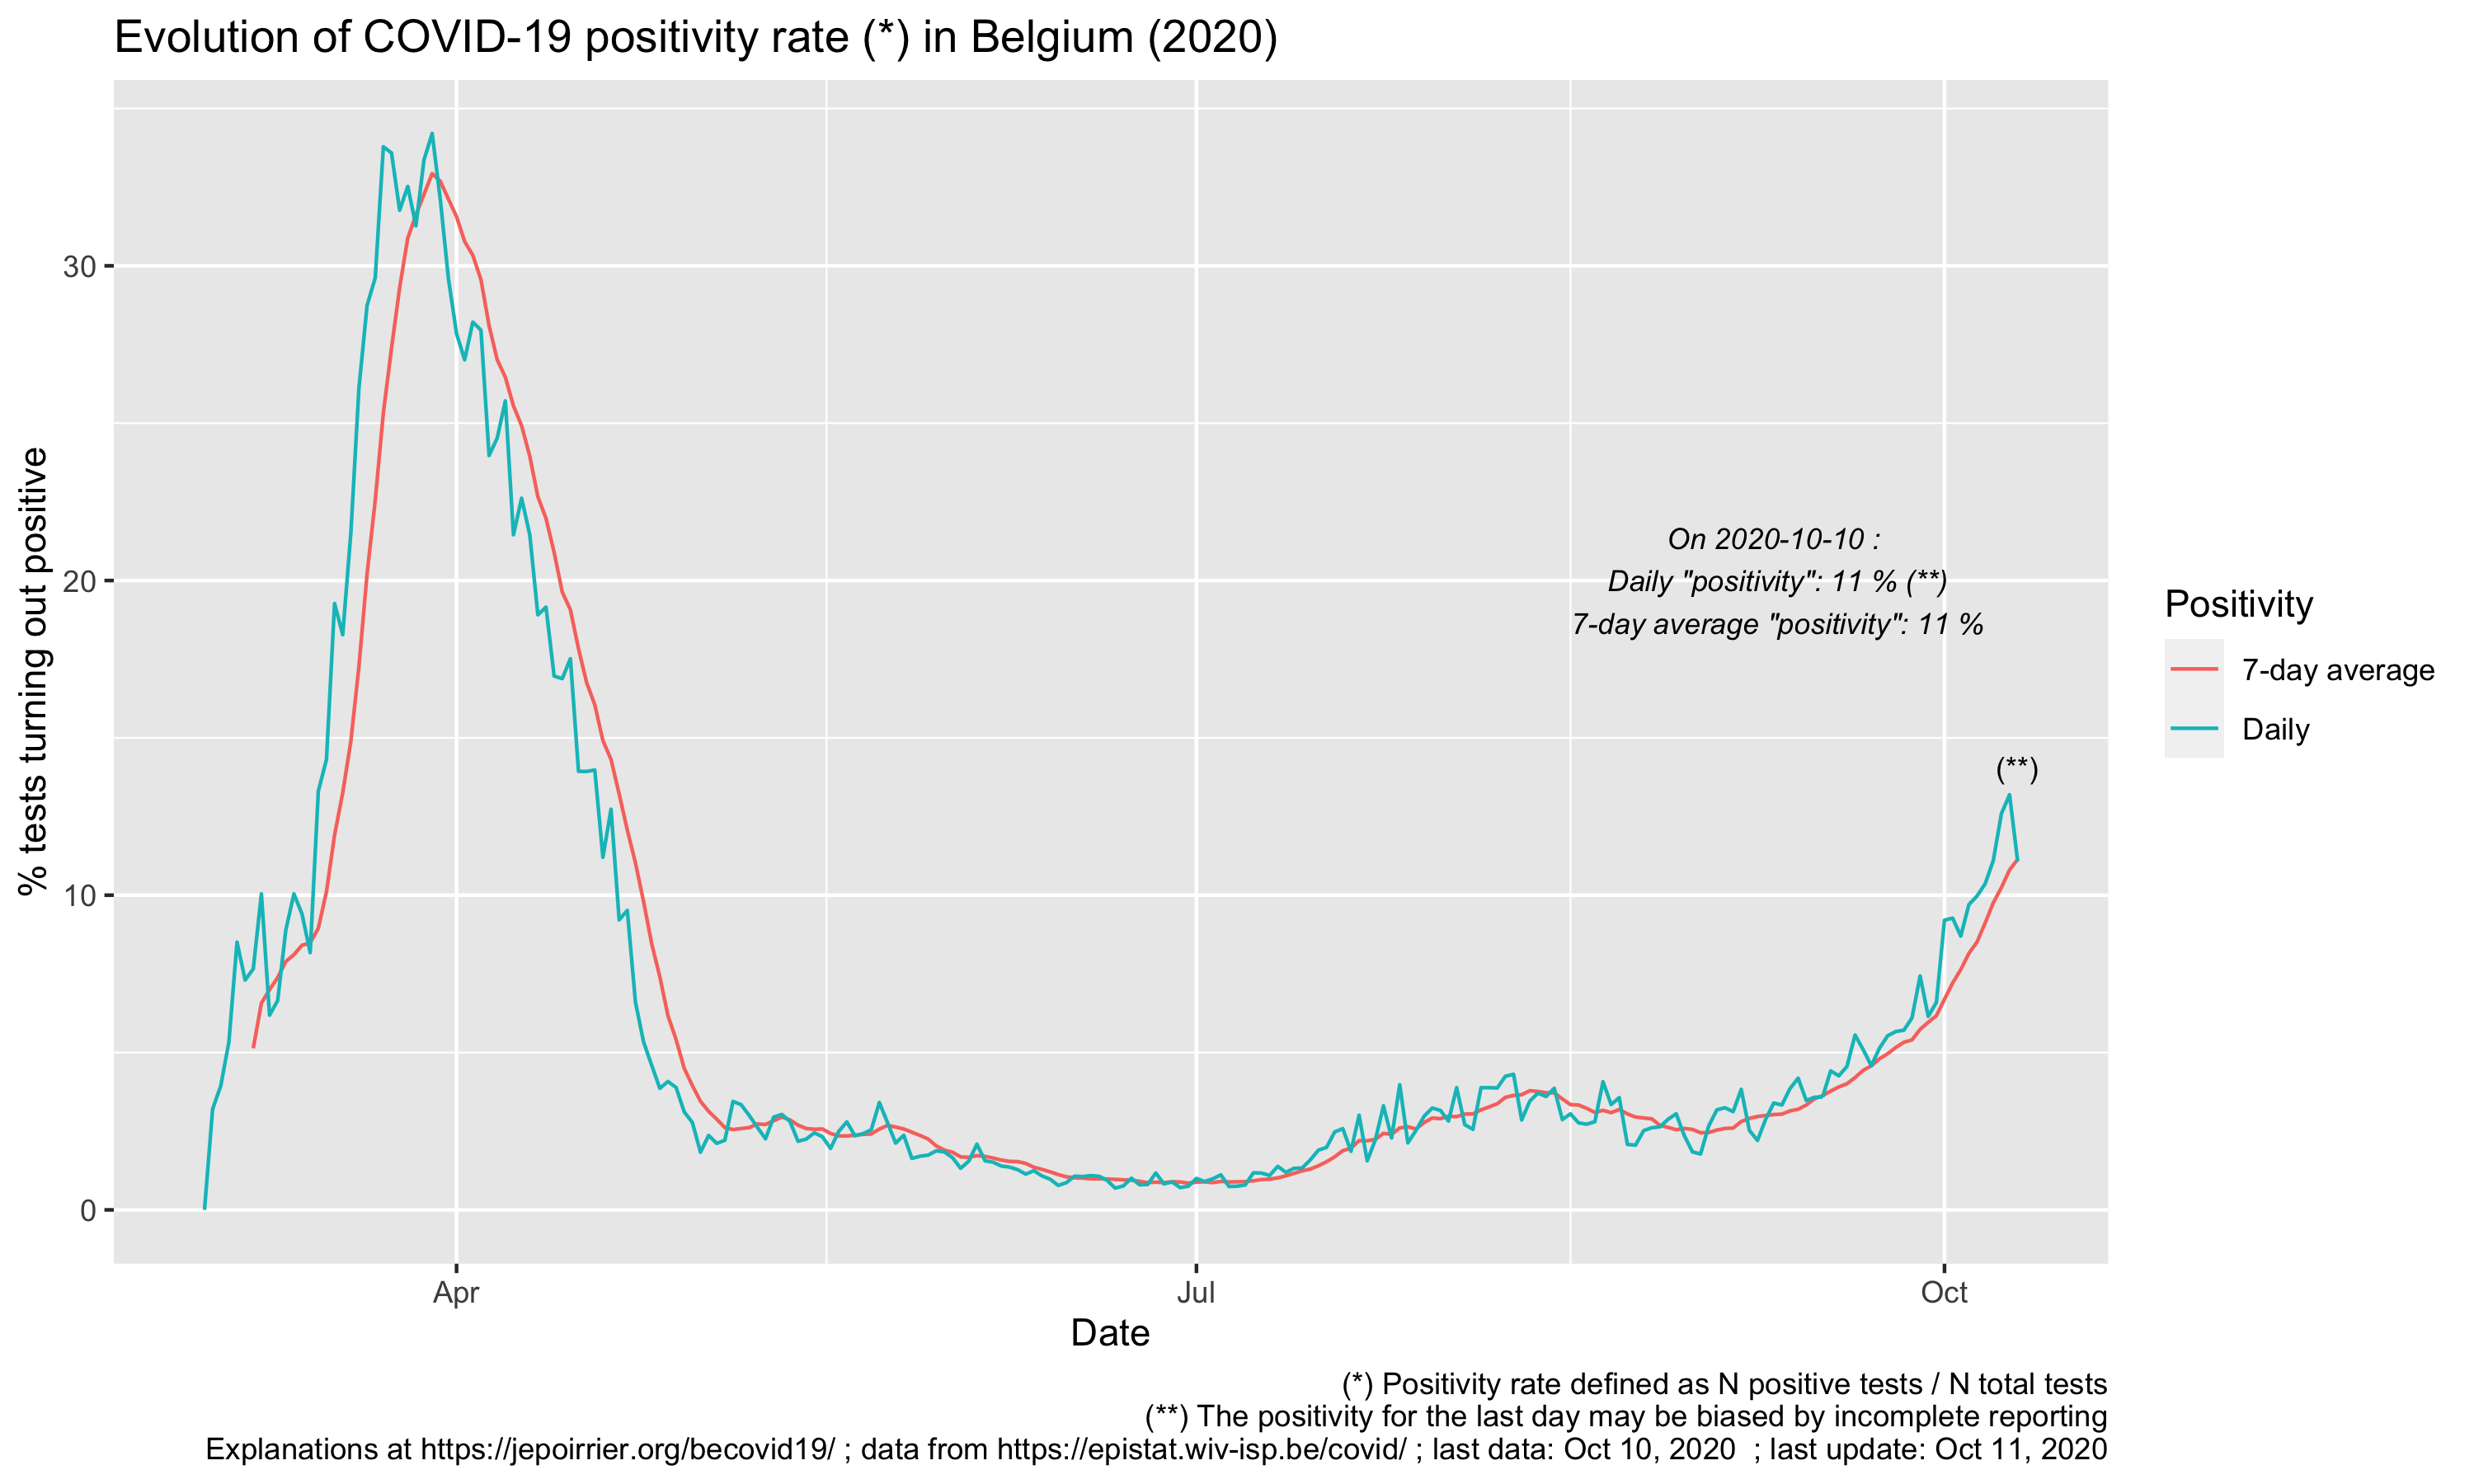 Evolution of COVID-19 positivity rate (*) in Belgium (2020)
% tests turning out positive
30
20
10
0
On 2020-10-10 :
Daily "positivity": 11 % (**)
7-day average "positivity": 11 %
(**)
Positivity
7-day average
Daily
Apr
Jul
Oct
Date
(*) Positivity rate defined as N positive tests / N total tests
(**) The positivity for the last day may be biased by incomplete reporting
Explanations at https://jepoirrier.org/becovid19/ ; data from https://epistat.wiv-isp.be/covid/ ; last data: Oct 10, 2020  ; last update: Oct 11, 2020